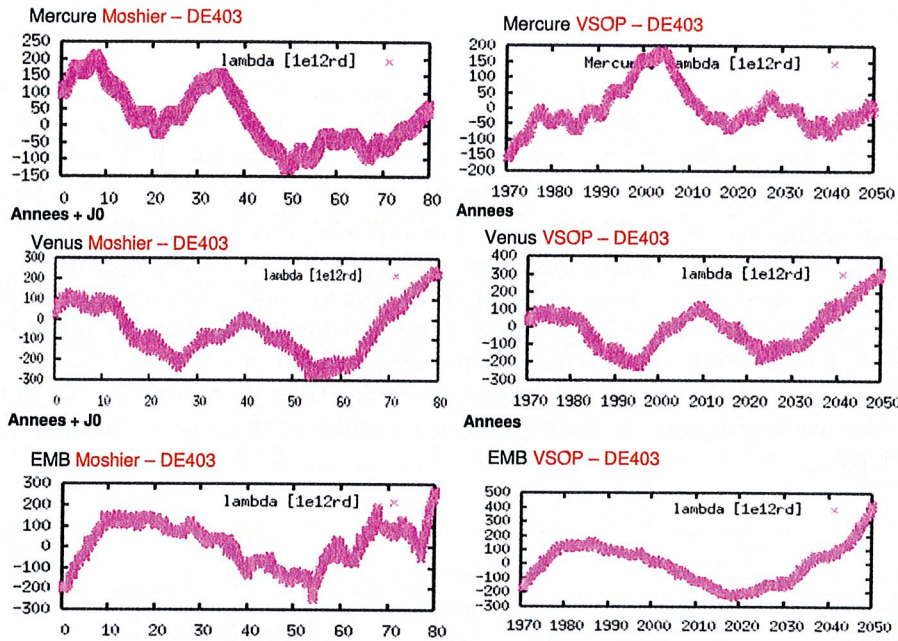 Mercure Moshier – DE403
250
200
150
100
50
0
−50
−100
−150
lambda [1e12rd]
0 10 20 30 40 50 60 70 80
Annees + J0
Mercure VSOP – DE403
200
150
100
50
0
−50
−100
−150
−200
lambda [1e12rd]
1970 1980 1990 2000 2010 2020 2030 2040 2050
Annees
Venus Moshier – DE403
300
200
100
0
−100
−200
−300
lambda [1e12rd]
0 10 20 30 40 50 60 70 80
Annees + J0
Venus VSOP – DE403
400
300
200
100
0
−100
−200
−300
lambda [1e12rd]
1970 1980 1990 2000 2010 2020 2030 2040 2050
Annees
EMB Moshier – DE403
300
200
100
0
−100
−200
−300
lambda [1e12rd]
0 10 20 30 40 50 60 70 80
EMB VSOP – DE403
500
400
300
200
100
0
−100
−200
−300
lambda [1e12rd]
1970 1980 1990 2000 2010 2020 2030 2040 2050